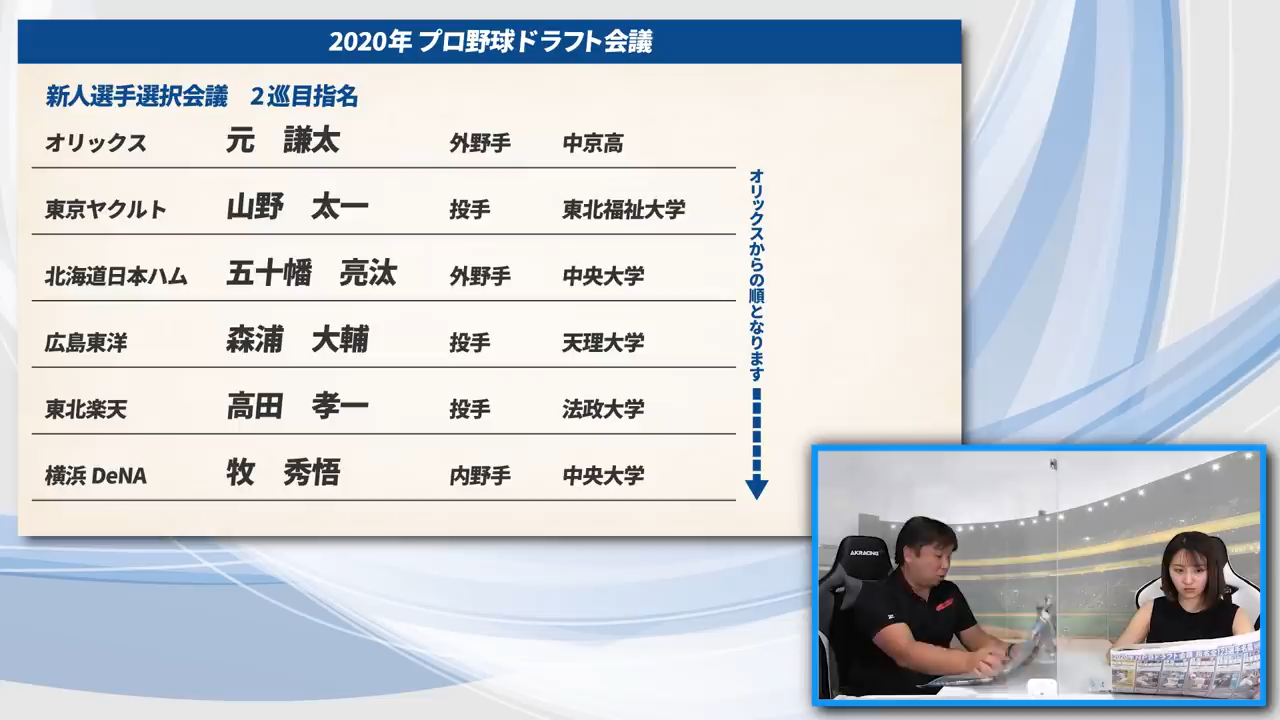 2020年 プロ野球ドラフト会議
新人選手選択会議　2巡目指名
オリックス　元　謙太　外野手　中京高
東京ヤクルト　山野　太一　投手　東北福祉大学
北海道日本ハム　五十幡　亮汰　外野手　中央大学
広島東洋　森浦　大輔　投手　天理大学
東北楽天　高田　孝一　投手　法政大学
横浜 DeNA　牧　秀悟　内野手　中央大学
オリックスからの順となります
AKRACING